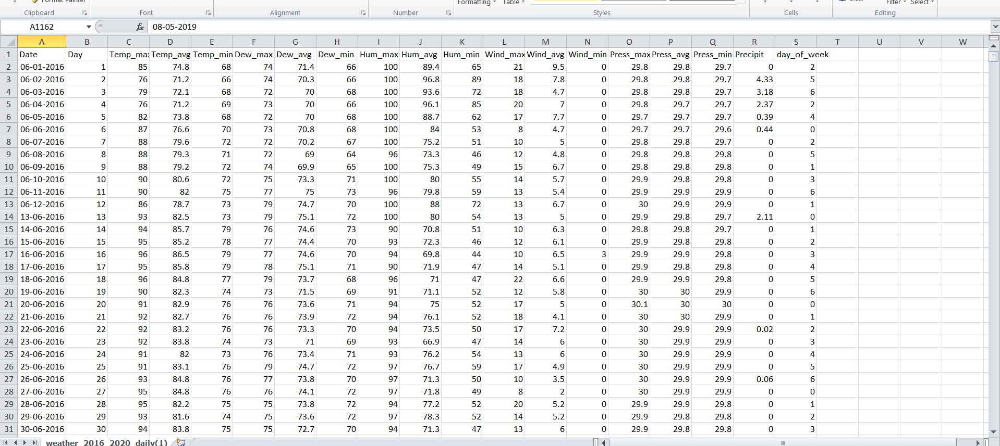 Format Painter
Formatting Table Clear Filter Select
Clipboard Font Alignment Number Styles Cells Editing
A1162 fx 08-05-2019
A B C D E F G H I J K L M N O P Q R S T U V W
1 Date Day Temp_max Temp_avg Temp_min Dew_max Dew_avg Dew_min Hum_max Hum_avg Hum_min Wind_max Wind_avg Wind_min Press_max Press_avg Press_min Precipit day_of_week
2 06-01-2016 1 85 74.8 68 74 71.4 66 100 89.4 65 21 9.5 0 29.8 29.8 29.7 0 2
3 06-02-2016 2 76 71.2 66 74 70.3 66 100 96.8 89 18 7.8 0 29.8 29.8 29.7 4.33 5
4 06-03-2016 3 79 72.1 68 72 70 68 100 93.6 72 18 4.7 0 29.8 29.8 29.7 3.18 6
5 06-04-2016 4 76 71.2 69 73 70 66 100 96.1 85 20 7 0 29.8 29.7 29.7 2.37 2
6 06-05-2016 5 82 73.8 68 72 70 68 100 88.7 62 17 7.7 0 29.7 29.7 29.7 0.39 4
7 06-06-2016 6 87 76.6 70 73 70.8 68 100 84 53 8 4.7 0 29.7 29.7 29.6 0.44 0
8 06-07-2016 7 88 79.6 72 72 70.2 67 100 75.2 51 10 5 0 29.8 29.8 29.7 0 2
9 06-08-2016 8 88 79.3 71 72 69 64 96 73.3 46 12 4.8 0 29.8 29.8 29.8 0 5
10 06-09-2016 9 88 79.2 72 74 69.9 65 100 75.3 49 15 6.7 0 29.8 29.8 29.8 0 1
11 06-10-2016 10 90 80.6 72 75 73.3 71 100 80 55 14 5.7 0 29.9 29.8 29.8 0 3
12 06-11-2016 11 90 82 75 77 75 73 96 79.8 59 13 5.4 0 29.9 29.9 29.8 0 6
13 06-12-2016 12 86 78.7 73 79 74.7 70 100 88 72 13 6.7 0 30 29.9 29.9 0 1
14 13-06-2016 13 93 82.5 73 79 75.1 72 100 80 54 13 5 0 29.9 29.8 29.7 2.11 0
15 14-06-2016 14 94 85.7 79 76 74.6 73 90 70.8 51 10 6.3 0 29.8 29.8 29.7 0 1
16 15-06-2016 15 95 85.2 78 77 74.4 70 93 72.3 46 12 6.1 0 29.9 29.8 29.8 0 2
17 16-06-2016 16 96 86.5 79 77 74.6 70 94 69.8 44 10 6.5 3 29.9 29.9 29.8 0 3
18 17-06-2016 17 95 85.8 79 78 75.1 71 90 71.9 47 14 5.1 0 29.9 29.8 29.8 0 4
19 18-06-2016 18 96 84.8 77 79 73.7 68 96 71 47 22 6.6 0 29.9 29.9 29.8 0 5
20 19-06-2016 19 90 82.3 74 73 71.5 69 91 71.1 52 12 5.8 0 30 30 29.9 0 6
21 20-06-2016 20 91 82.9 76 76 73.6 71 94 75 52 17 5 0 30.1 30 30 0 0
22 21-06-2016 21 92 82.7 76 76 73.9 72 94 76.1 52 18 4.1 0 30 30 29.9 0 1
23 22-06-2016 22 92 83.2 76 76 73.3 70 94 73.5 50 17 7.2 0 30 29.9 29.9 0.02 2
24 23-06-2016 23 92 83.8 74 73 71 69 93 66.9 47 14 6 0 30 29.9 29.9 0 3
25 24-06-2016 24 91 82 73 76 73.4 71 93 76.2 54 13 6 0 30 29.9 29.9 0 4
26 25-06-2016 25 91 83.1 76 79 74.7 72 97 76.7 59 17 4.9 0 30 29.9 29.9 0 5
27 26-06-2016 26 93 84.8 76 77 73.8 70 97 71.3 50 10 3.5 0 30 29.9 29.9 0.06 6
28 27-06-2016 27 95 84.8 76 76 74.1 72 97 71.8 49 8 2 0 30 29.9 29.9 0 0
29 28-06-2016 28 95 82.2 75 75 73.8 72 94 77.2 52 20 5.2 0 29.9 29.9 29.8 0 1
30 29-06-2016 29 93 81.6 74 75 73.6 72 97 78.3 52 14 5.2 0 29.9 29.8 29.8 0 2
31 30-06-2016 30 94 83.8 75 75 72.7 70 94 71.3 47 13 6 0 29.9 29.8 29.8 0 3
weather_2016_2020_daily(1)